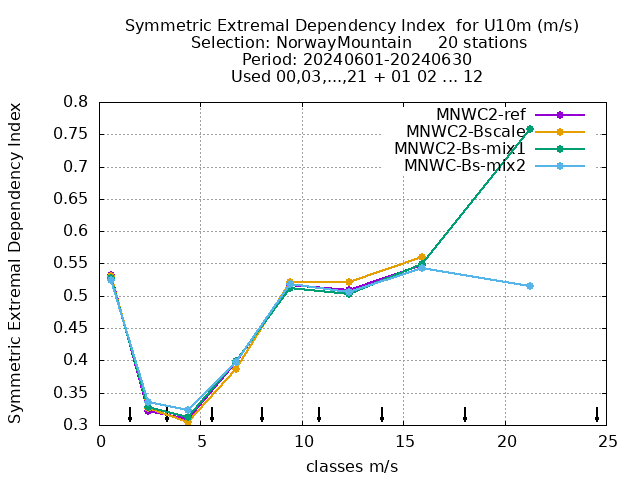 Symmetric Extremal Dependency Index  for U10m (m/s)
Selection: NorwayMountain     20 stations
Period: 20240601-20240630
Used 00,03,...,21 + 01 02 ... 12
Symmetric Extremal Dependency Index
0.8
0.75
0.7
0.65
0.6
0.55
0.5
0.45
0.4
0.35
0.3
MNWC2-ref
MNWC2-Bscale
MNWC2-Bs-mix1
MNWC-Bs-mix2
0 5 10 15 20 25
classes m/s